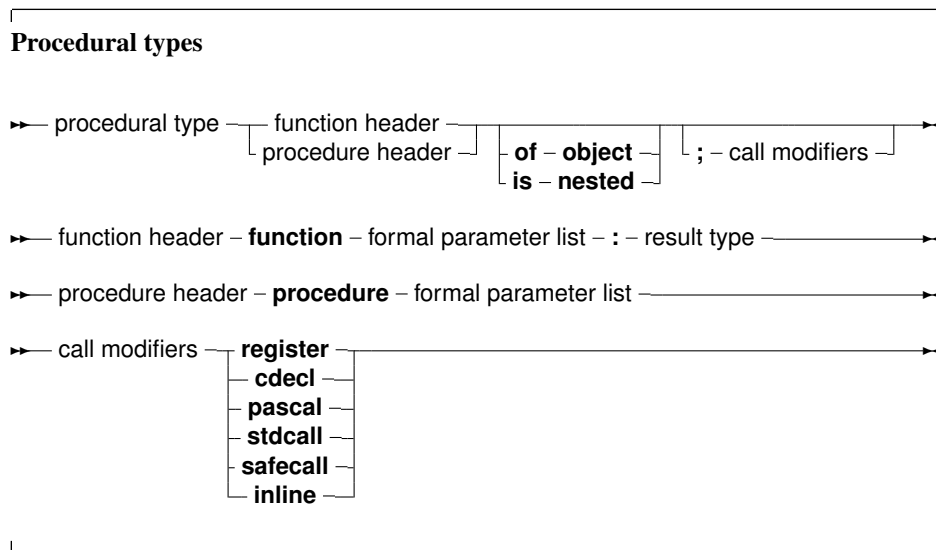 Procedural types
procedural type function header
procedure header
of – object
is – nested
; – call modifiers
function header – function – formal parameter list – : – result type
procedure header – procedure – formal parameter list
call modifiers register
cdecl
pascal
stdcall
safecall
inline